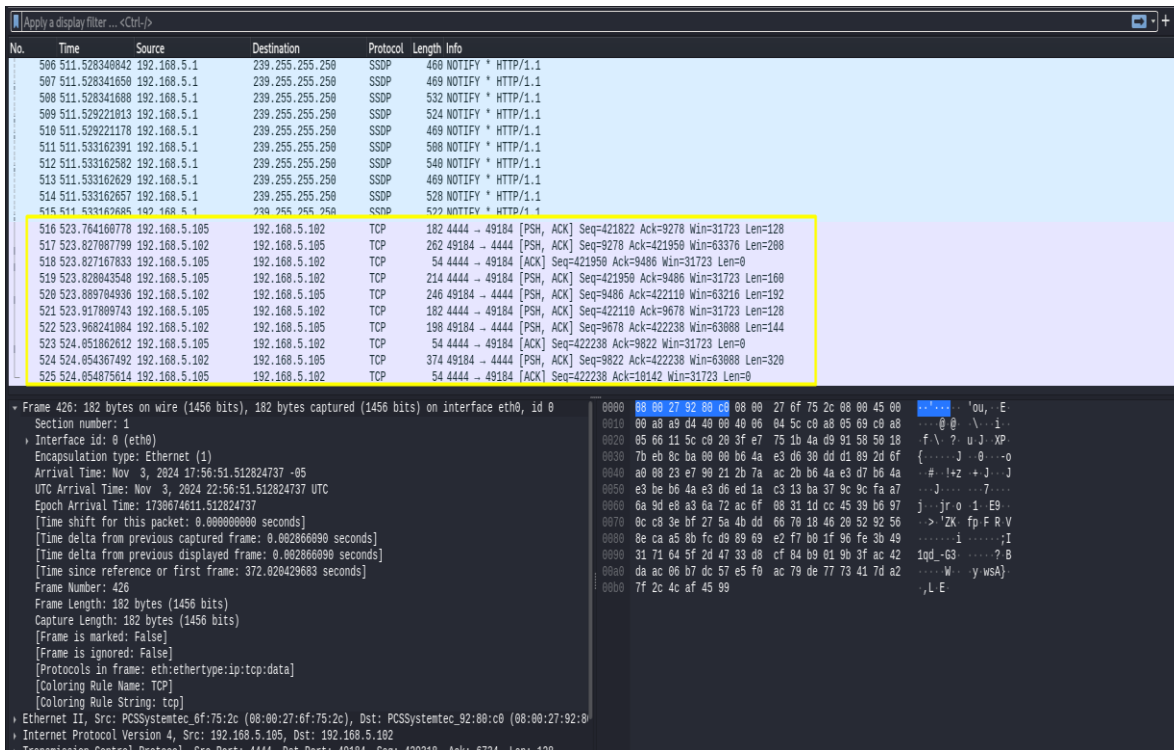 Apply a display filter ... <Ctrl-/>
No. Time Source Destination Protocol Length Info
506 511.528340842 192.168.5.1 239.255.255.250 SSDP 460 NOTIFY * HTTP/1.1
507 511.528341650 192.168.5.1 239.255.255.250 SSDP 469 NOTIFY * HTTP/1.1
508 511.528341688 192.168.5.1 239.255.255.250 SSDP 532 NOTIFY * HTTP/1.1
509 511.529221013 192.168.5.1 239.255.255.250 SSDP 524 NOTIFY * HTTP/1.1
510 511.529221178 192.168.5.1 239.255.255.250 SSDP 469 NOTIFY * HTTP/1.1
511 511.533162391 192.168.5.1 239.255.255.250 SSDP 508 NOTIFY * HTTP/1.1
512 511.533162582 192.168.5.1 239.255.255.250 SSDP 540 NOTIFY * HTTP/1.1
513 511.533162629 192.168.5.1 239.255.255.250 SSDP 469 NOTIFY * HTTP/1.1
514 511.533162657 192.168.5.1 239.255.255.250 SSDP 528 NOTIFY * HTTP/1.1
515 511.533162685 192.168.5.1 239.255.255.250 SSDP 522 NOTIFY * HTTP/1.1
516 523.764160778 192.168.5.105 192.168.5.102 TCP 182 4444 → 49184 [PSH, ACK] Seq=421822 Ack=9278 Win=31723 Len=128
517 523.827087799 192.168.5.102 192.168.5.105 TCP 262 49184 → 4444 [PSH, ACK] Seq=9278 Ack=421950 Win=63376 Len=208
518 523.827167833 192.168.5.105 192.168.5.102 TCP 54 4444 → 49184 [ACK] Seq=421950 Ack=9486 Win=31723 Len=0
519 523.828043548 192.168.5.105 192.168.5.102 TCP 214 4444 → 49184 [PSH, ACK] Seq=421950 Ack=9486 Win=31723 Len=160
520 523.889704936 192.168.5.102 192.168.5.105 TCP 246 49184 → 4444 [PSH, ACK] Seq=9486 Ack=422110 Win=63216 Len=192
521 523.917809743 192.168.5.105 192.168.5.102 TCP 182 4444 → 49184 [PSH, ACK] Seq=422110 Ack=9678 Win=31723 Len=128
522 523.968241084 192.168.5.102 192.168.5.105 TCP 198 49184 → 4444 [PSH, ACK] Seq=9678 Ack=422238 Win=63088 Len=144
523 524.051862612 192.168.5.105 192.168.5.102 TCP 54 4444 → 49184 [ACK] Seq=422238 Ack=9822 Win=31723 Len=0
524 524.054367492 192.168.5.102 192.168.5.105 TCP 374 49184 → 4444 [PSH, ACK] Seq=9822 Ack=422238 Win=63088 Len=320
525 524.054875614 192.168.5.105 192.168.5.102 TCP 54 4444 → 49184 [ACK] Seq=422238 Ack=10142 Win=31723 Len=0
Frame 426: 182 bytes on wire (1456 bits), 182 bytes captured (1456 bits) on interface eth0, id 0
Section number: 1
Interface id: 0 (eth0)
Encapsulation type: Ethernet (1)
Arrival Time: Nov 3, 2024 17:56:51.512824737 -05
UTC Arrival Time: Nov 3, 2024 22:56:51.512824737 UTC
Epoch Arrival Time: 1730674611.512824737
[Time shift for this packet: 0.000000000 seconds]
[Time delta from previous captured frame: 0.002866090 seconds]
[Time delta from previous displayed frame: 0.002866090 seconds]
[Time since reference or first frame: 372.020429683 seconds]
Frame Number: 426
Frame Length: 182 bytes (1456 bits)
Capture Length: 182 bytes (1456 bits)
[Frame is marked: False]
[Frame is ignored: False]
[Protocols in frame: eth:ethertype:ip:tcp:data]
[Coloring Rule Name: TCP]
[Coloring Rule String: tcp]
Ethernet II, Src: PCSSystemtec_6f:75:2c (08:00:27:6f:75:2c), Dst: PCSSystemtec_92:80:c0 (08:00:27:92:8
Internet Protocol Version 4, Src: 192.168.5.105, Dst: 192.168.5.102
0000 08 00 27 92 80 c0 08 00 27 6f 75 2c 08 00 45 00 ··'····· 'ou,··E·
0010 00 a8 a9 d4 40 00 40 06 04 5c c0 a8 05 69 c0 a8 ····@·@· ·\···i··
0020 05 66 11 5c c0 20 3f e7 75 1b 4d d9 91 58 50 18
0030 7b eb 8c ba 00 00 b6 4a e3 d6 30 dd d1 89 2d 6f {······J ··0···-o
0040 a0 08 23 e7 90 21 2b 7a ac 2b b6 4a e3 d7 b6 4a ··#··!+z ·+·J···J
0050 e3 be b6 4a e3 d6 ed 1a c3 13 ba 37 9c 9c fa a7 ···J···· ···7····
0060 6a 9d e8 a3 6a 72 ac 6f 08 31 1d cc 45 39 b6 97 j···jr·o ·1··E9··
0070 0c c8 3e bf 27 5a 4b dd 66 70 18 46 20 52 92 56 ··>·'ZK· fp·F R·V
0080 8e ca a5 8b fc d9 89 69 e2 f7 b0 1f 96 fe 3b 49 ·······i ······;I
0090 31 71 64 5f 2d 47 33 d8 cf 84 b9 01 9b 3f ac 42 1qd_-G3· ·····?·B
00a0 da ac 06 b7 dc 57 e5 f0 ac 79 de 77 73 41 7d a2 ·····W·· ·y·wsA}·
00b0 7f 2c 4c af 45 99 ·,L·E·